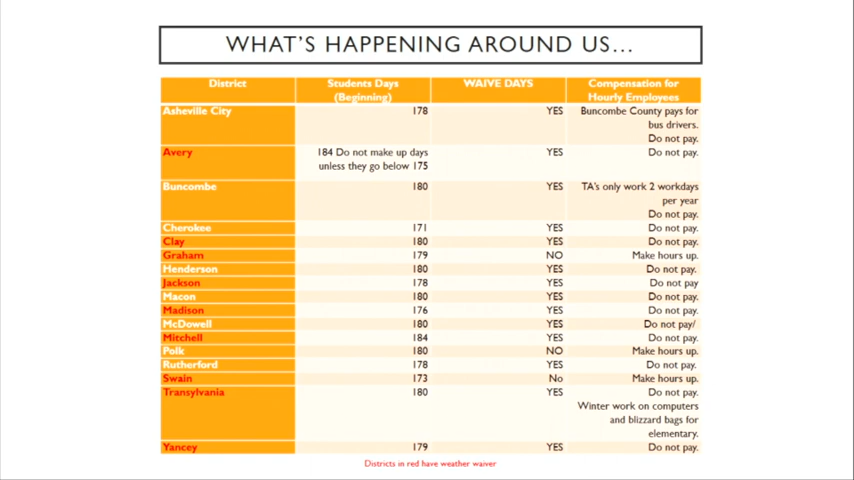 WHAT'S HAPPENING AROUND US...
District Students Days WAIVE DAYS Compensation for
(Beginning) Hourly Employees
Asheville City 178 YES Buncombe County pays for
bus drivers.
Do not pay.
Avery 184 Do not make up days YES Do not pay.
unless they go below 175
Buncombe 180 YES TA's only work 2 workdays
per year
Do not pay.
Cherokee 171 YES Do not pay.
Clay 180 YES Do not pay.
Graham 179 NO Make hours up.
Henderson 180 YES Do not pay.
Jackson 178 YES Do not pay
Macon 180 YES Do not pay.
Madison 176 YES Do not pay.
McDowell 180 YES Do not pay/
Mitchell 184 YES Do not pay.
Polk 180 NO Make hours up.
Rutherford 178 YES Do not pay.
Swain 173 No Make hours up.
Transylvania 180 YES Do not pay.
Winter work on computers
and blizzard bags for
elementary.
Yancey 179 YES Do not pay.
Districts in red have weather waiver